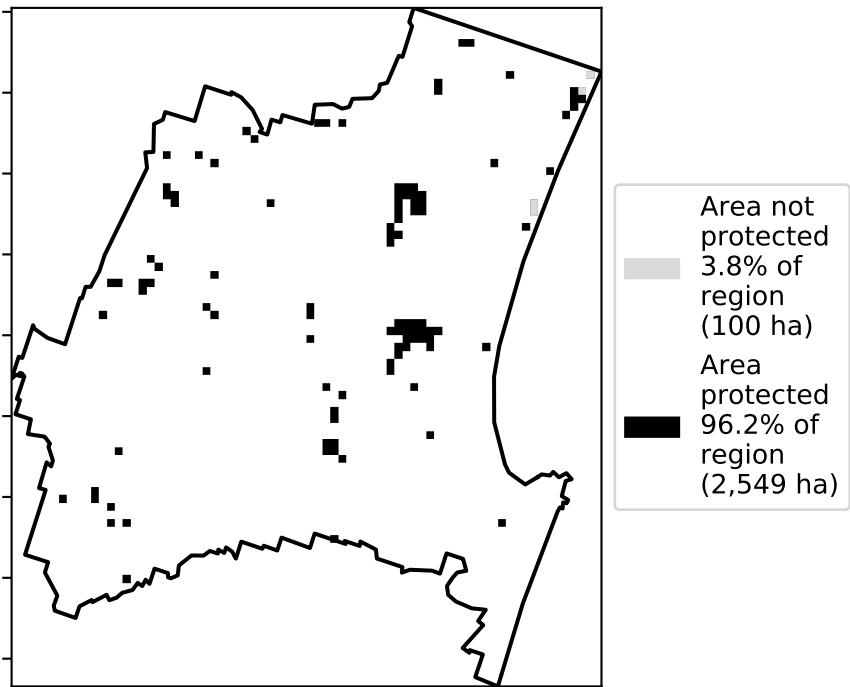 Area not
protected
3.8% of
region
(100 ha)
Area
protected
96.2% of
region
(2,549 ha)